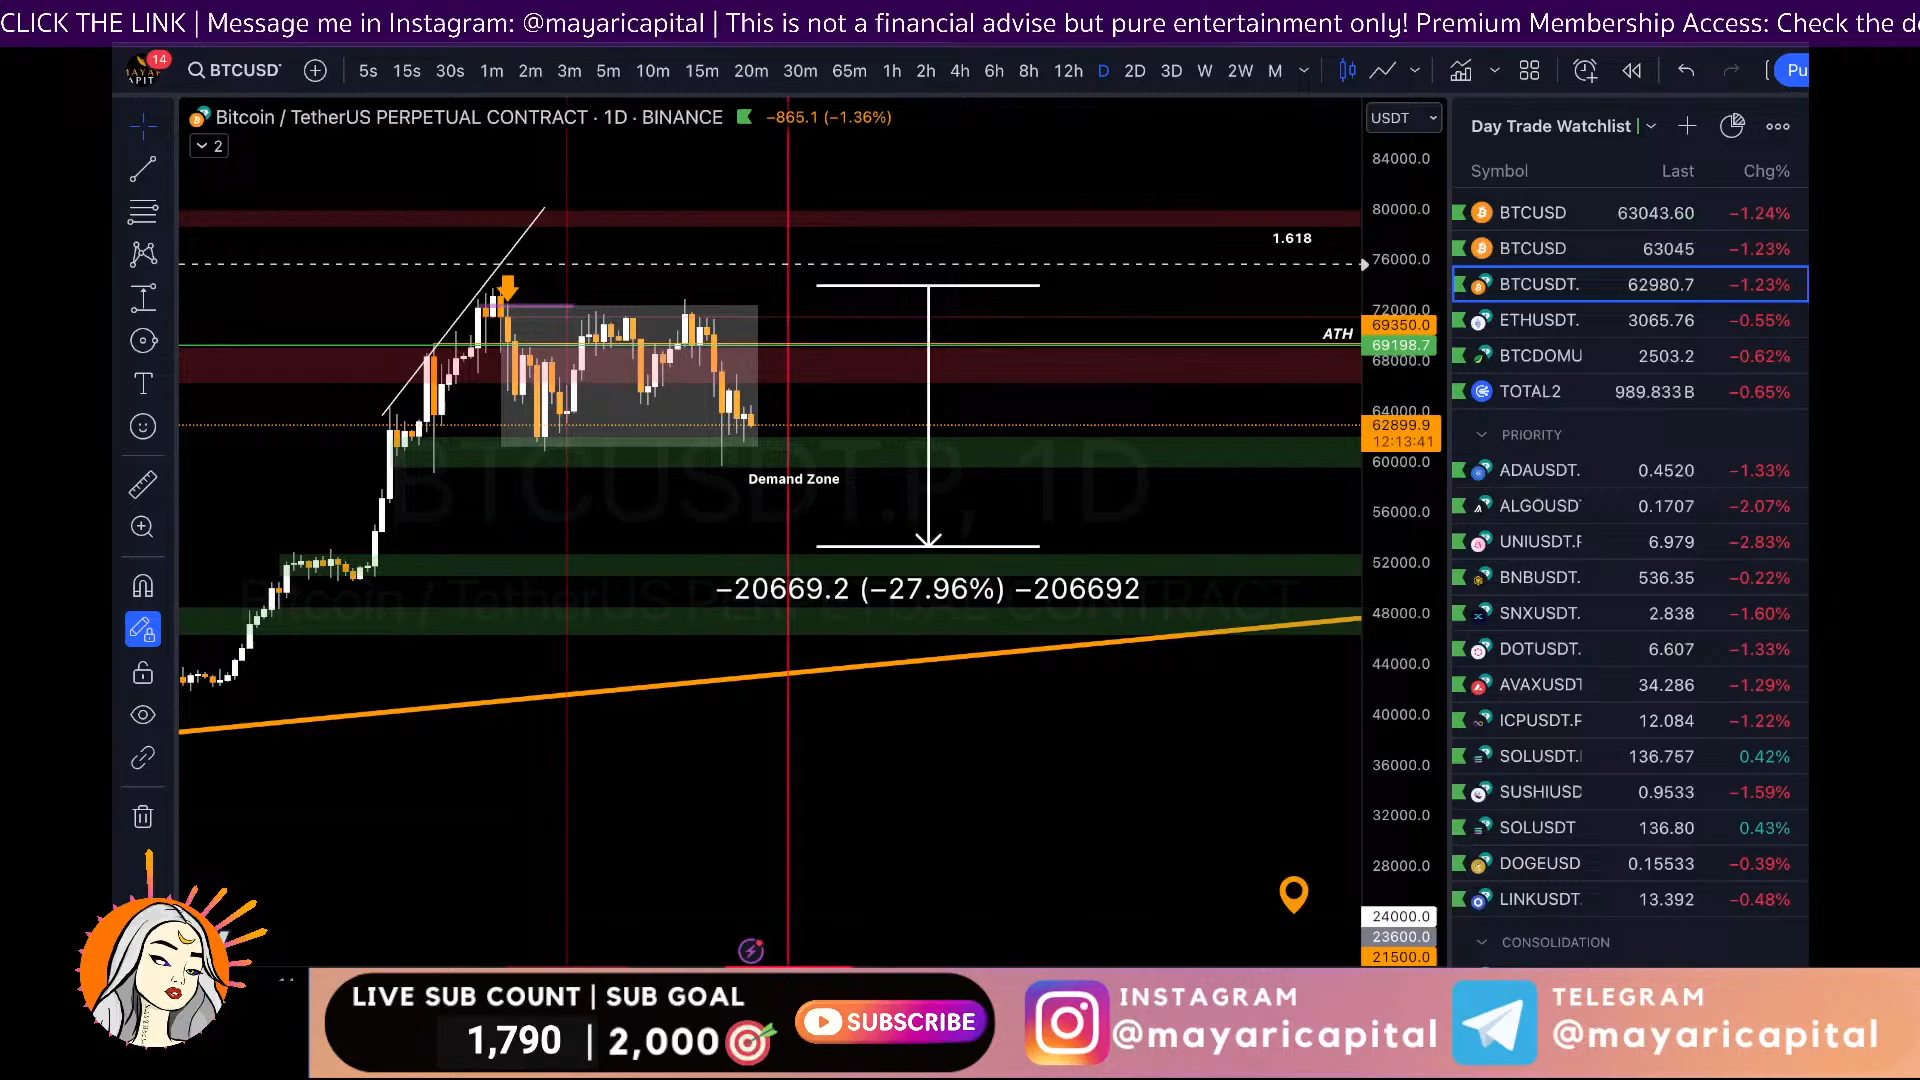 CLICK THE LINK | Message me in Instagram: @mayaricapital | This is not a financial advise but pure entertainment only! Premium Membership Access: Check the d
14
BTCUSD
5s 15s 30s 1m 2m 3m 5m 10m 15m 20m 30m 65m 1h 2h 4h 6h 8h 12h D 2D 3D W 2W M
Pu
Bitcoin / TetherUS PERPETUAL CONTRACT · 1D · BINANCE −865.1 (−1.36%)
2
USDT
84000.0
80000.0
1.618
76000.0
72000.0
69350.0
ATH
69198.7
68000.0
64000.0
62899.9
12:13:41
60000.0
Demand Zone
BTCUSDT.P, 1D
56000.0
52000.0
−20669.2 (−27.96%) −206692
Bitcoin / TetherUS PERPETUAL CONTRACT
48000.0
44000.0
40000.0
36000.0
32000.0
28000.0
24000.0
23600.0
21500.0
Day Trade Watchlist
Symbol Last Chg%
BTCUSD 63043.60 −1.24%
BTCUSD 63045 −1.23%
BTCUSDT. 62980.7 −1.23%
ETHUSDT. 3065.76 −0.55%
BTCDOMU 2503.2 −0.62%
TOTAL2 989.833B −0.65%
PRIORITY
ADAUSDT. 0.4520 −1.33%
ALGOUSD 0.1707 −2.07%
UNIUSDT.F 6.979 −2.83%
BNBUSDT. 536.35 −0.22%
SNXUSDT. 2.838 −1.60%
DOTUSDT. 6.607 −1.33%
AVAXUSDT 34.286 −1.29%
ICPUSDT.F 12.084 −1.22%
SOLUSDT. 136.757 0.42%
SUSHIUSD 0.9533 −1.59%
SOLUSDT 136.80 0.43%
DOGEUSD 0.15533 −0.39%
LINKUSDT 13.392 −0.48%
CONSOLIDATION
LIVE SUB COUNT | SUB GOAL
1,790 | 2,000
SUBSCRIBE
INSTAGRAM
@mayaricapital
TELEGRAM
@mayaricapital